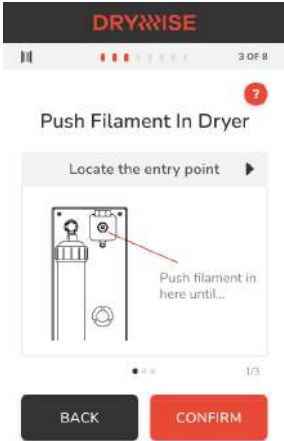 DRYWISE
3 OF 8
?
Push Filament In Dryer
Locate the entry point
Push filament in
here until...
1/3
BACK
CONFIRM